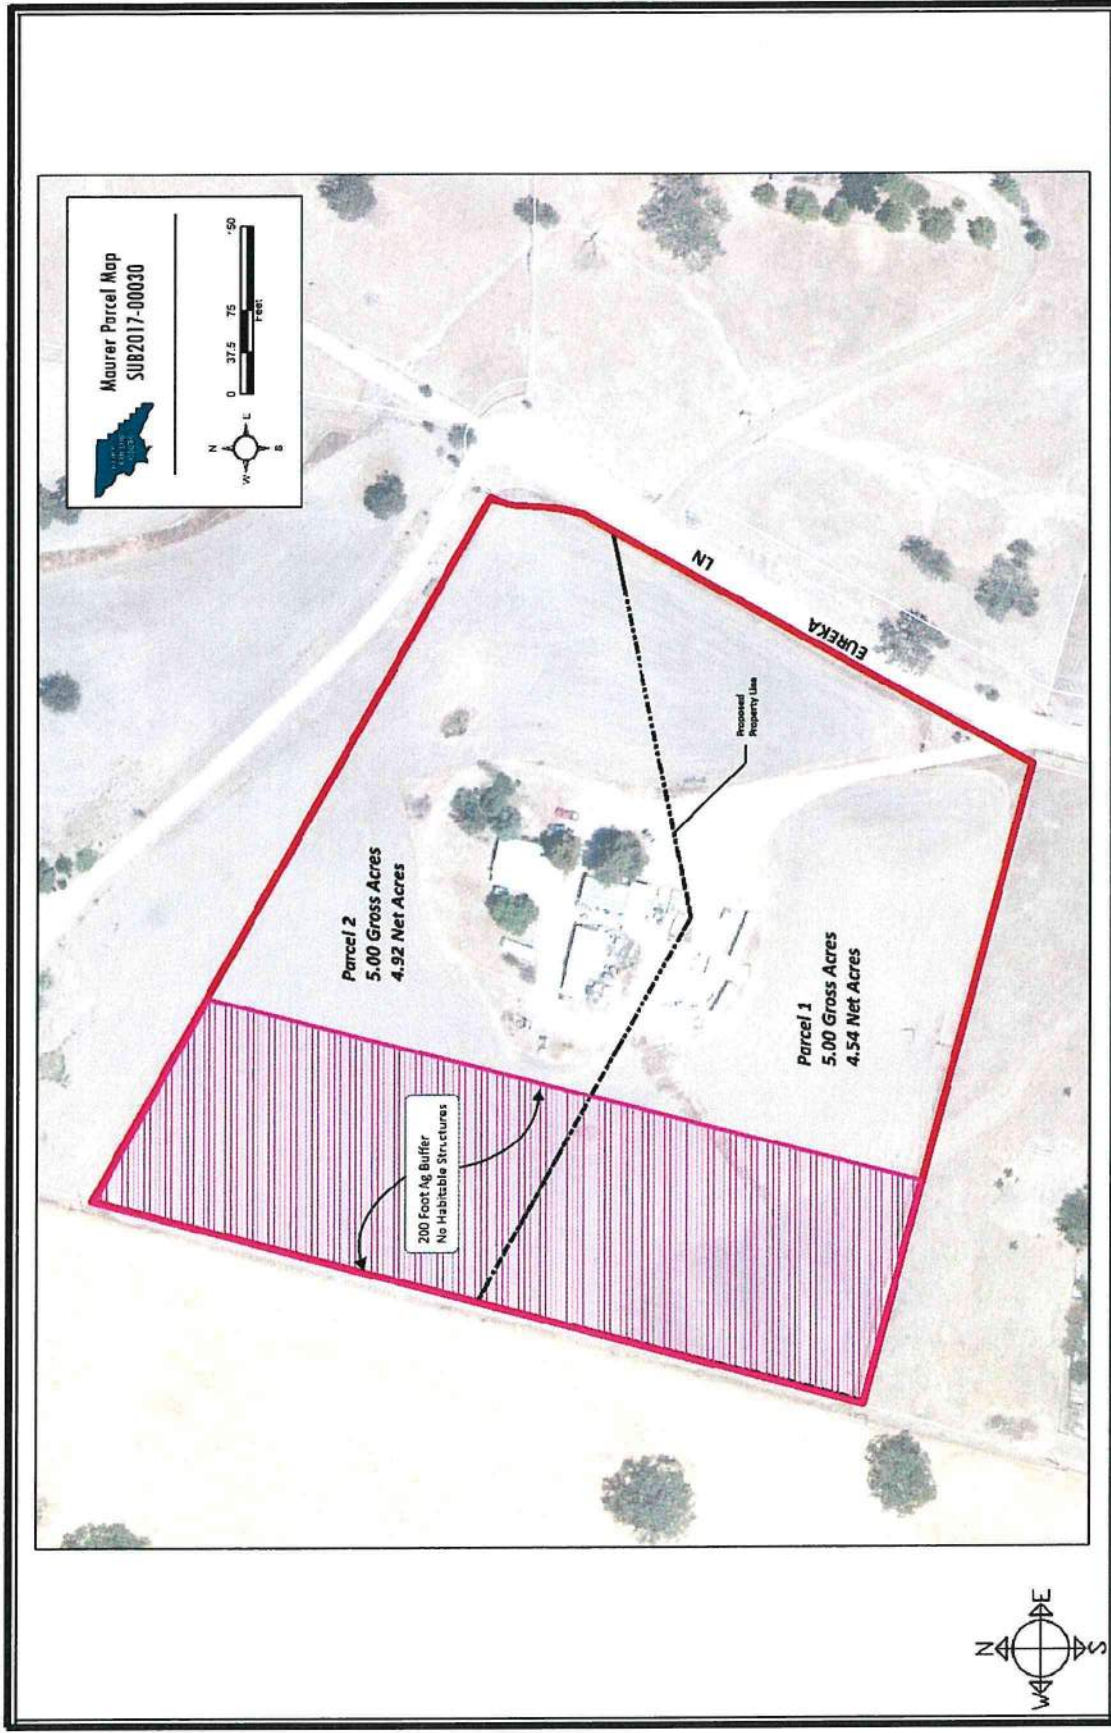 Maurer Parcel Map
SUB2017-00030
N
W
E
S
0 37.5 75 150
Feet
Parcel 2
5.00 Gross Acres
4.92 Net Acres
200 Foot Ag Buffer
No Habitable Structures
EUREKA LN
Proposed
Property Line
Parcel 1
5.00 Gross Acres
4.54 Net Acres
N
W
E
S